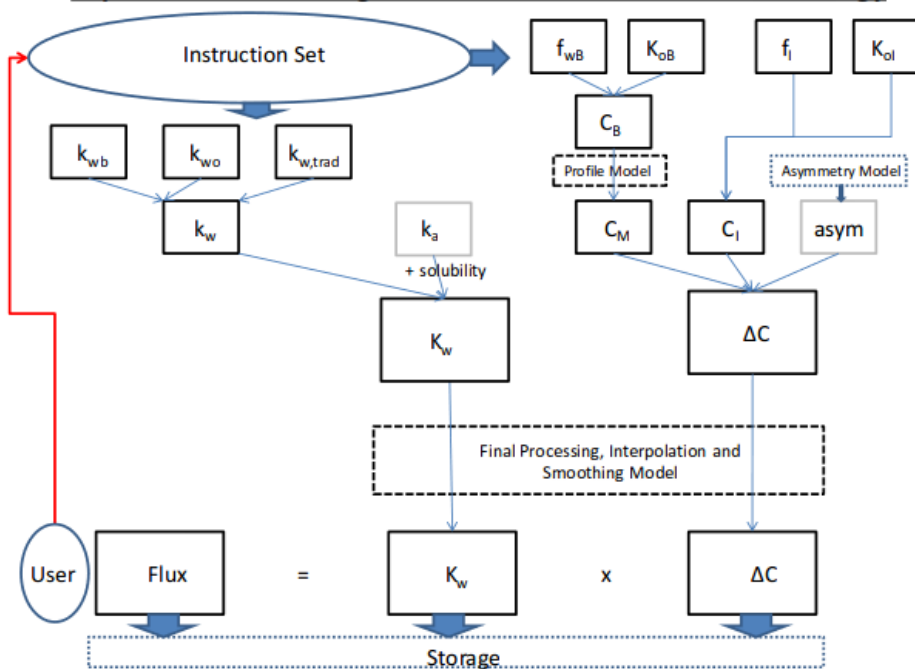 Instruction Set
f_wB
K_oB
f_I
K_oI
C_B
k_wb
k_wo
k_w,trad
Profile Model
Asymmetry Model
k_w
k_a
C_M
C_I
asym
+ solubility
K_w
ΔC
Final Processing, Interpolation and
Smoothing Model
User
Flux
=
K_w
x
ΔC
Storage